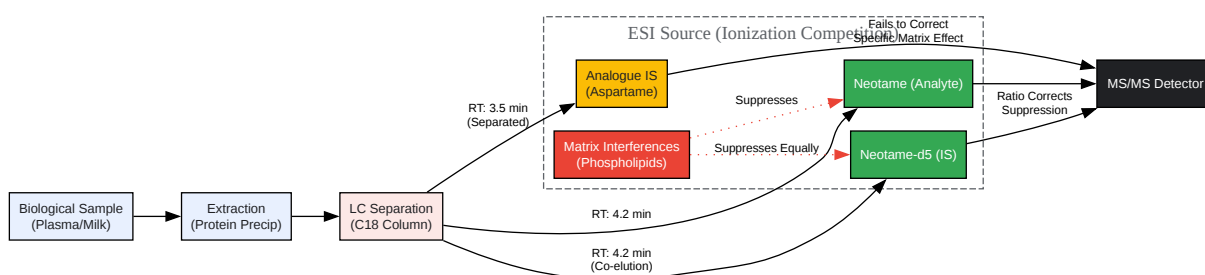 Fails to Correct
Specific Matrix Effect
ESI Source (Ionization Competition)
Analogue IS
(Aspartame)
Neotame (Analyte)
MS/MS Detector
RT: 3.5 min
(Separated)
Suppresses
Ratio Corrects
Suppression
Matrix Interferences
(Phospholipids)
Suppresses Equally
Neotame-d5 (IS)
Biological Sample
(Plasma/Milk)
Extraction
(Protein Precip)
LC Separation
(C18 Column)
RT: 4.2 min
RT: 4.2 min
(Co-elution)